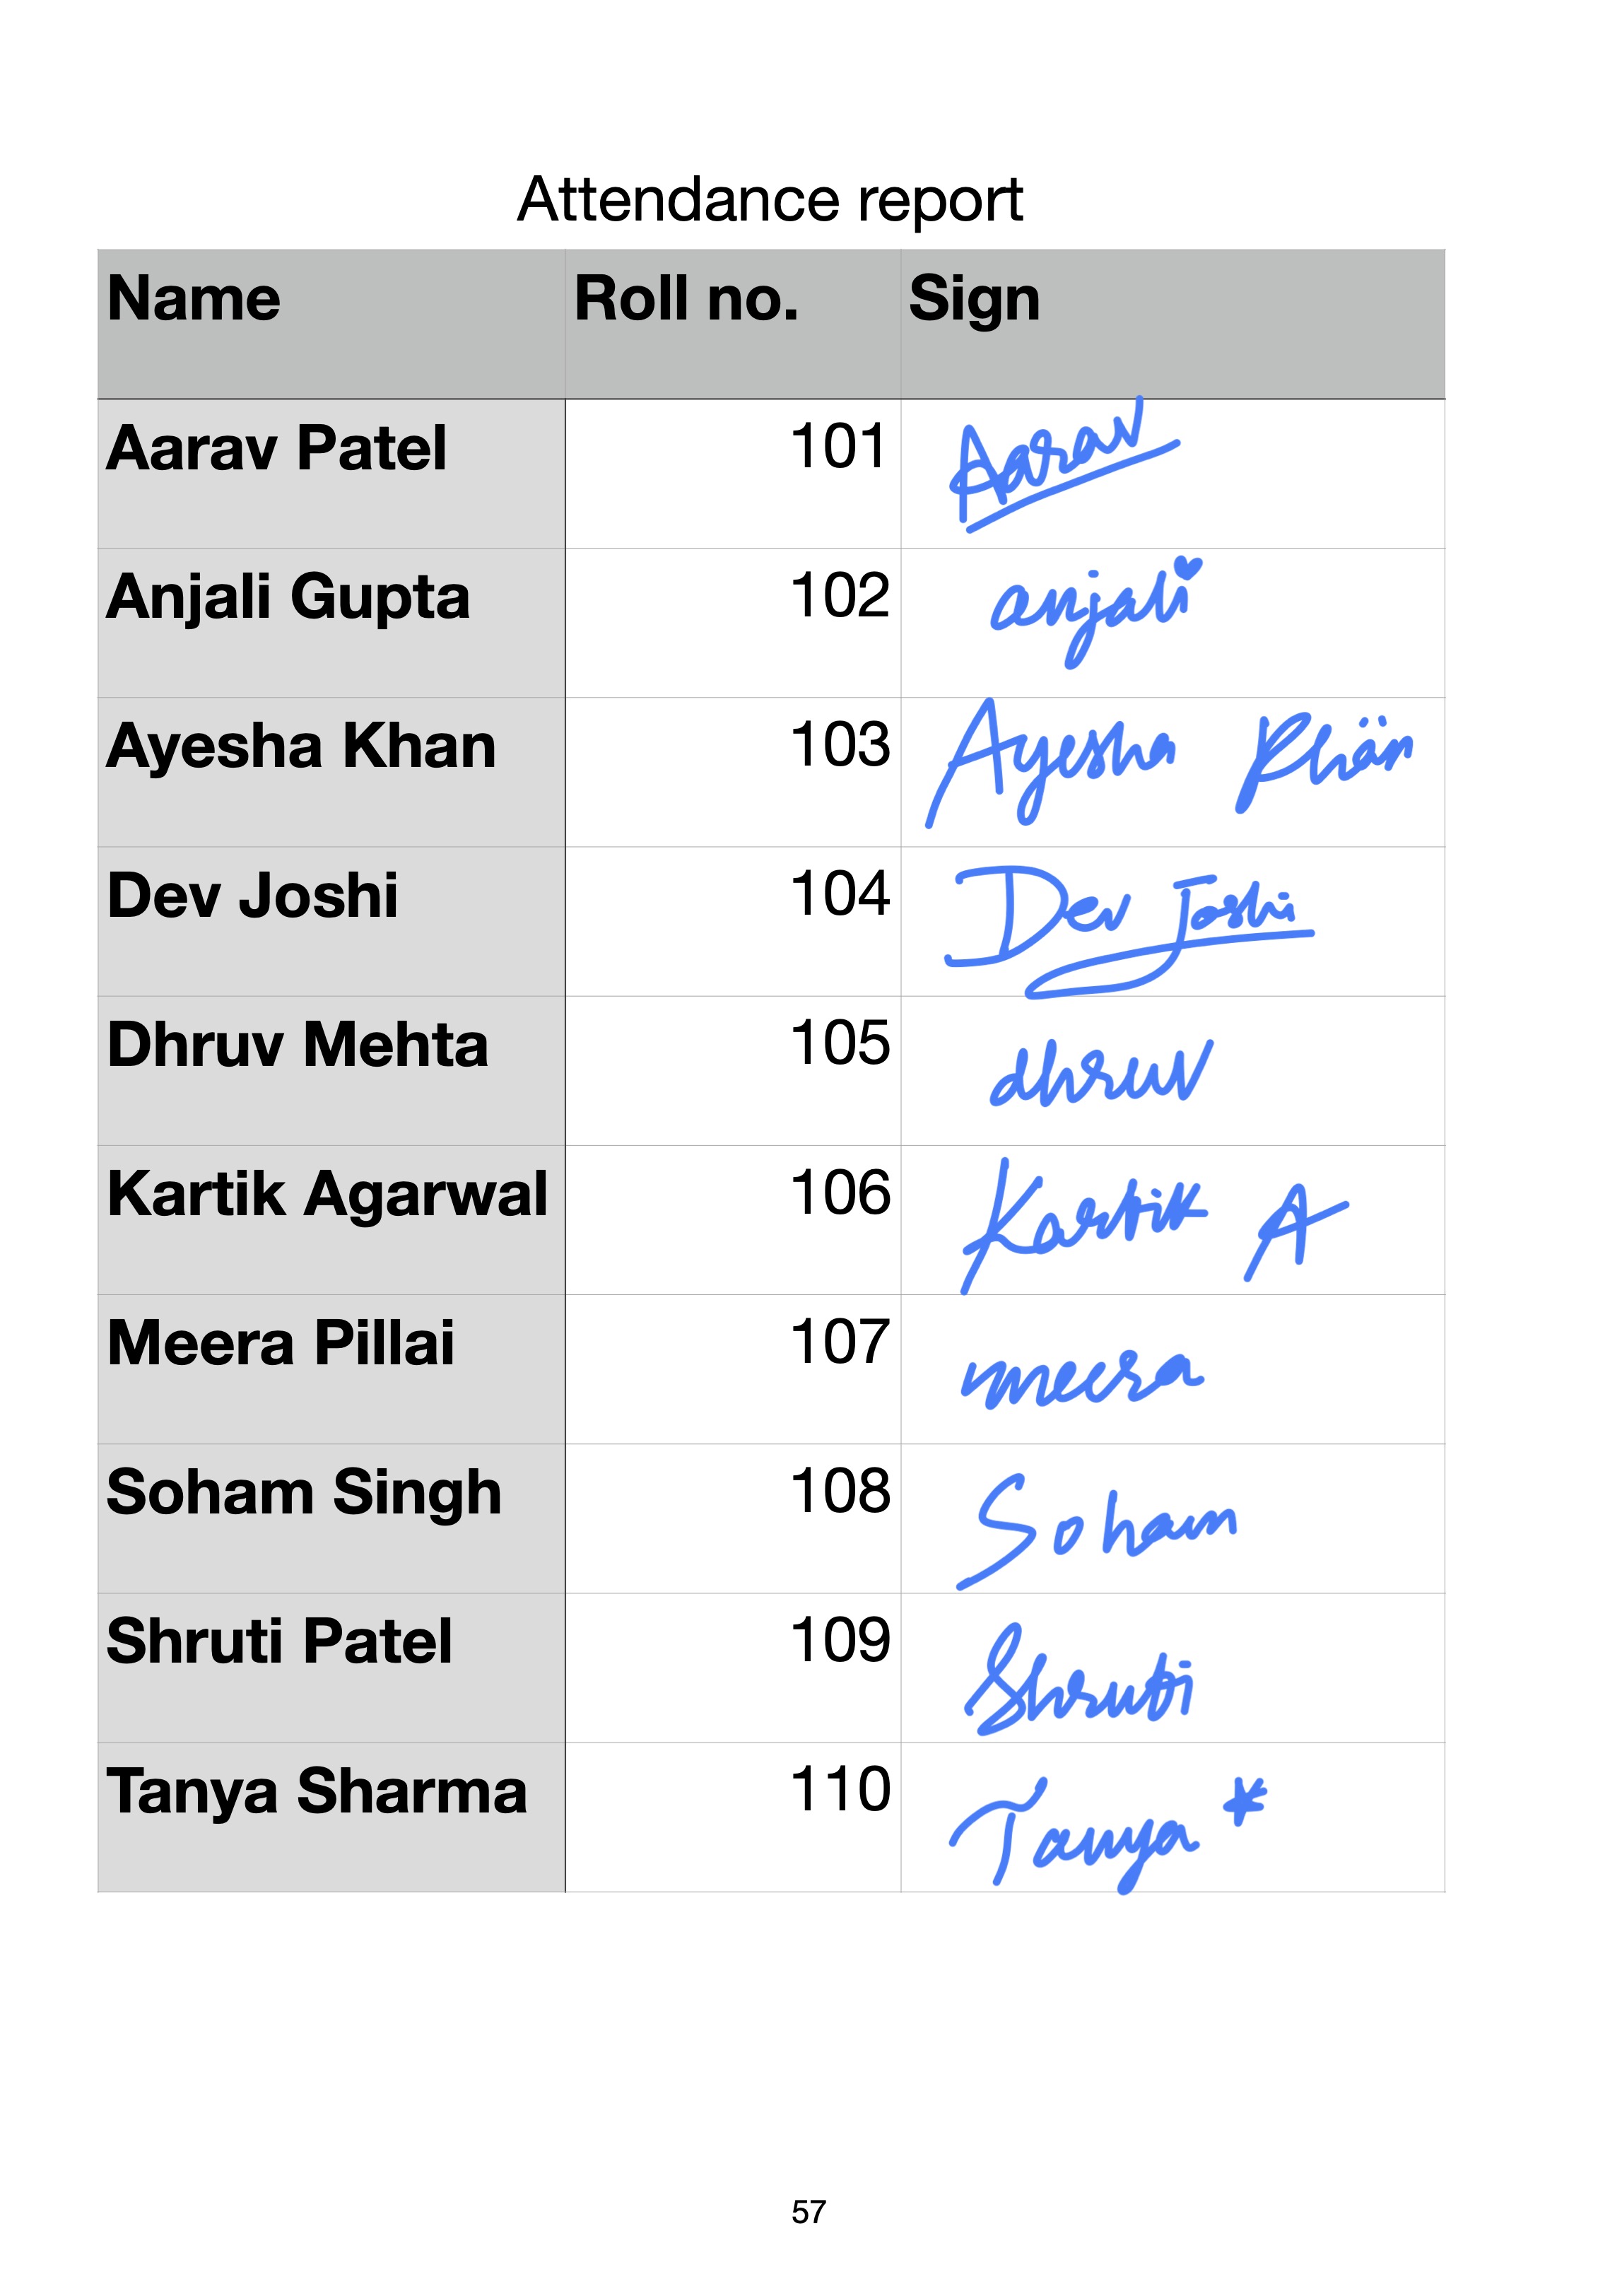 Attendance report
Name Roll no. Sign
Aarav Patel 101 Aarav
Anjali Gupta 102 anjali
Ayesha Khan 103 Ayesha Khan
Dev Joshi 104 Dev Joshi
Dhruv Mehta 105 dhruv
Kartik Agarwal 106 Kartik A
Meera Pillai 107 meera
Soham Singh 108 Soham
Shruti Patel 109 Shruti
Tanya Sharma 110 Tanya *
57